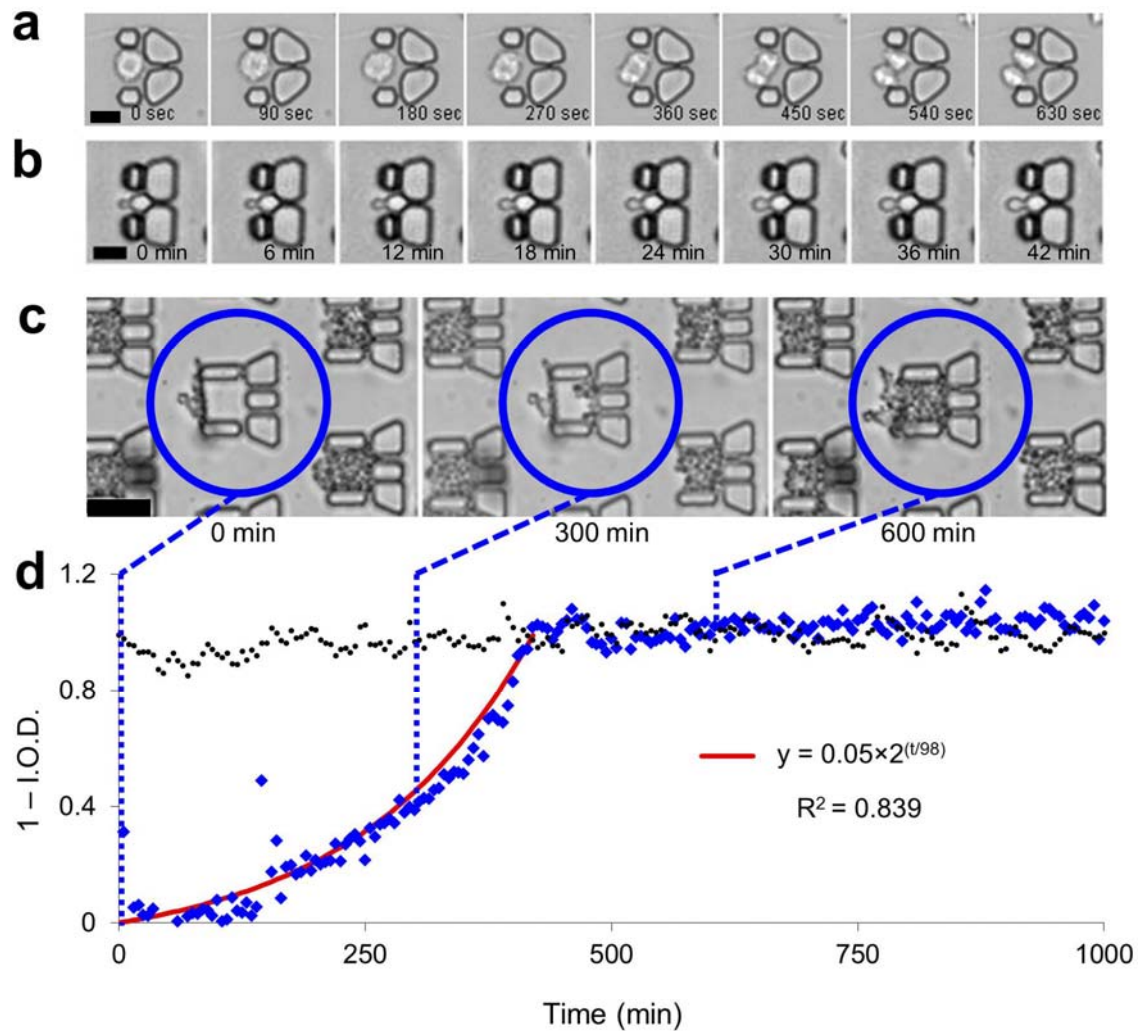 a
0 sec 90 sec 180 sec 270 sec 360 sec 450 sec 540 sec 630 sec
b
0 min 6 min 12 min 18 min 24 min 30 min 36 min 42 min
c
0 min 300 min 600 min
d
1.2
0.8
0.4
0
1 – I.O.D.
y = 0.05×2^(t/98)
R² = 0.839
0 250 500 750 1000
Time (min)